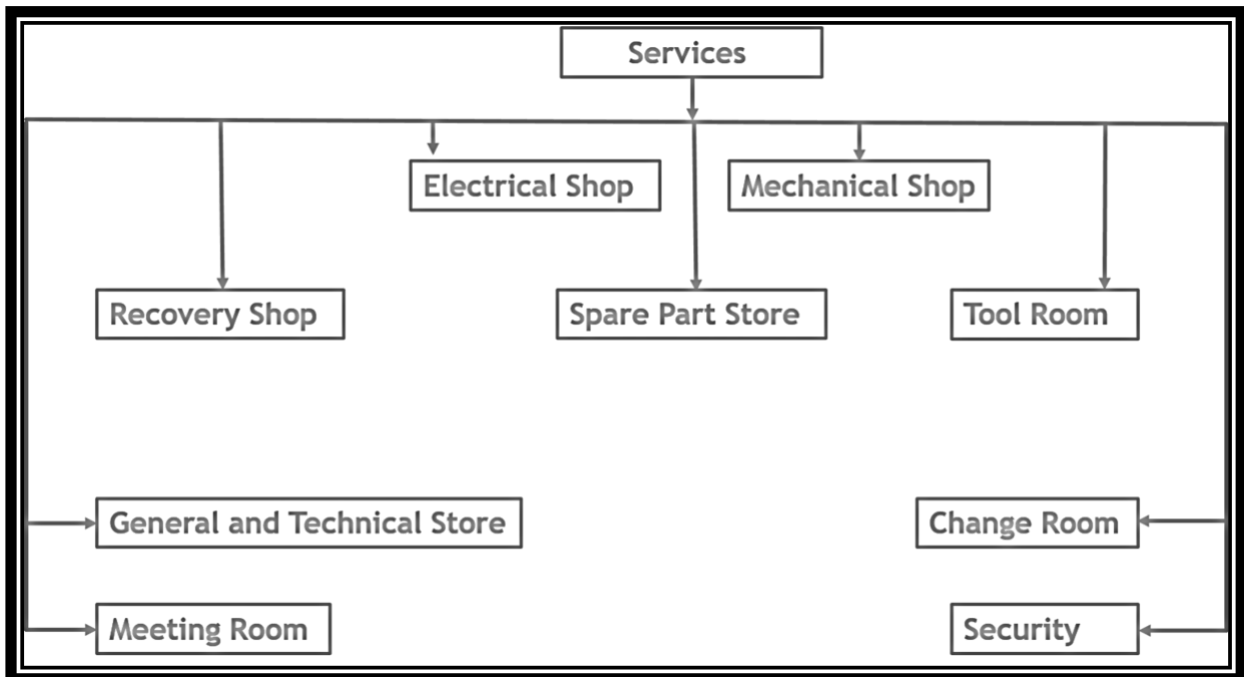 Services
Electrical Shop
Mechanical Shop
Recovery Shop
Spare Part Store
Tool Room
General and Technical Store
Change Room
Meeting Room
Security